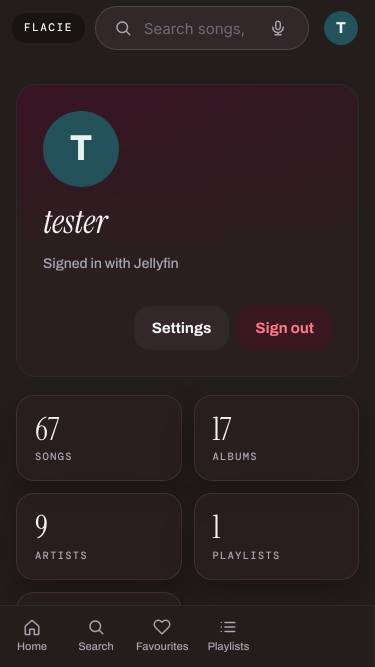 FLACIE
Search songs,
T
T
tester
Signed in with Jellyfin
Settings
Sign out
67
SONGS
17
ALBUMS
9
ARTISTS
1
PLAYLISTS
Home
Search
Favourites
Playlists